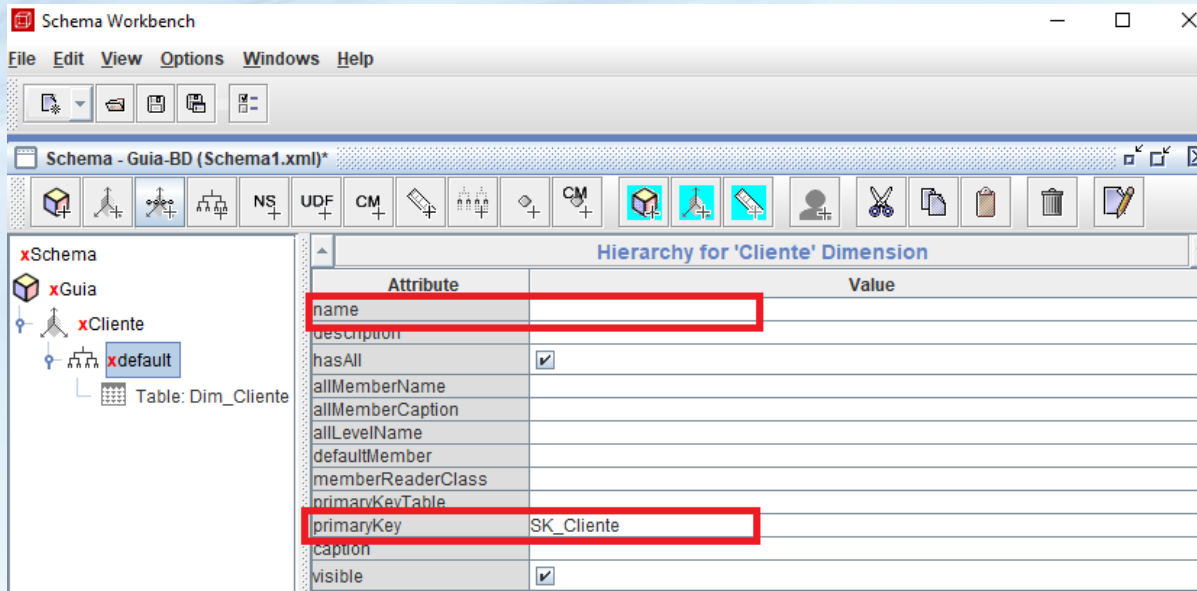 Schema Workbench
File Edit View Options Windows Help
Schema - Guia-BD (Schema1.xml)*
NS UDF CM CM
xSchema
xGuia
xCliente
xdefault
Table: Dim_Cliente
Hierarchy for 'Cliente' Dimension
Attribute Value
name
description
hasAll
allMemberName
allMemberCaption
allLevelName
defaultMember
memberReaderClass
primaryKeyTable
primaryKey SK_Cliente
caption
visible